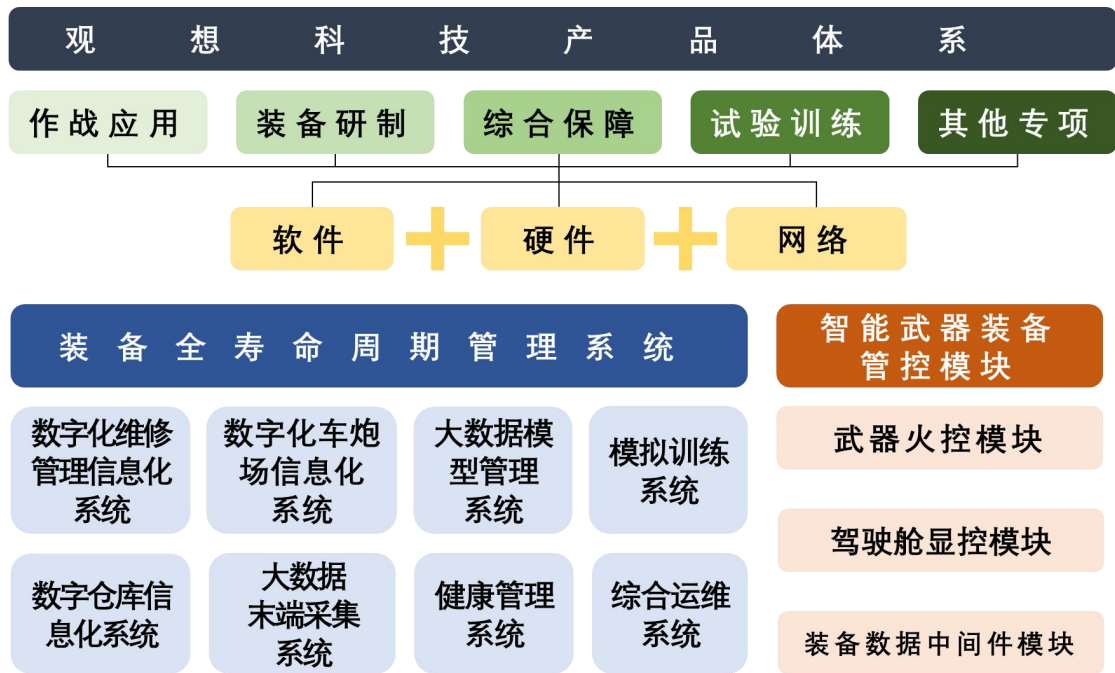 观想科技产品体系
作战应用
装备研制
综合保障
试验训练
其他专项
软件
硬件
网络
装备全寿命周期管理系统
数字化维修
管理信息化
系统
数字化车炮
场信息化
系统
大数据模
型管理
系统
模拟训练
系统
数字仓库信
息化系统
大数据
末端采集
系统
健康管理
系统
综合运维
系统
智能武器装备
管控模块
武器火控模块
驾驶舱显控模块
装备数据中间件模块